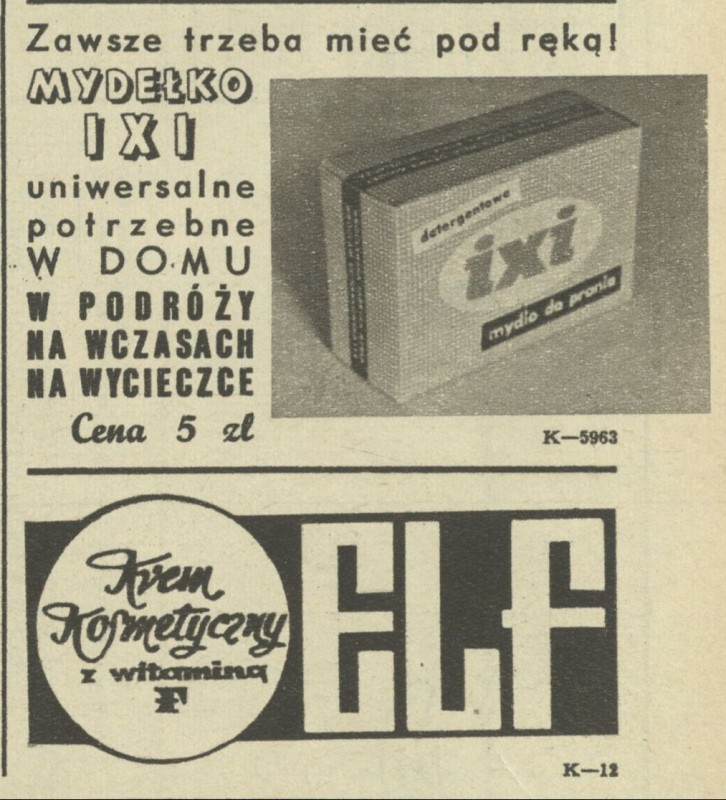 Zawsze trzeba mieć pod ręką!
MYDEŁKO
IXI
uniwersalne
potrzebne
W DOMU
W PODRÓŻY
NA WCZASACH
NA WYCIECZCE
Cena 5 zł
detergentowe
ixi
mydło do prania
K—5963
Krem
Kosmetyczny
z witaminą
F
ELF
K—12